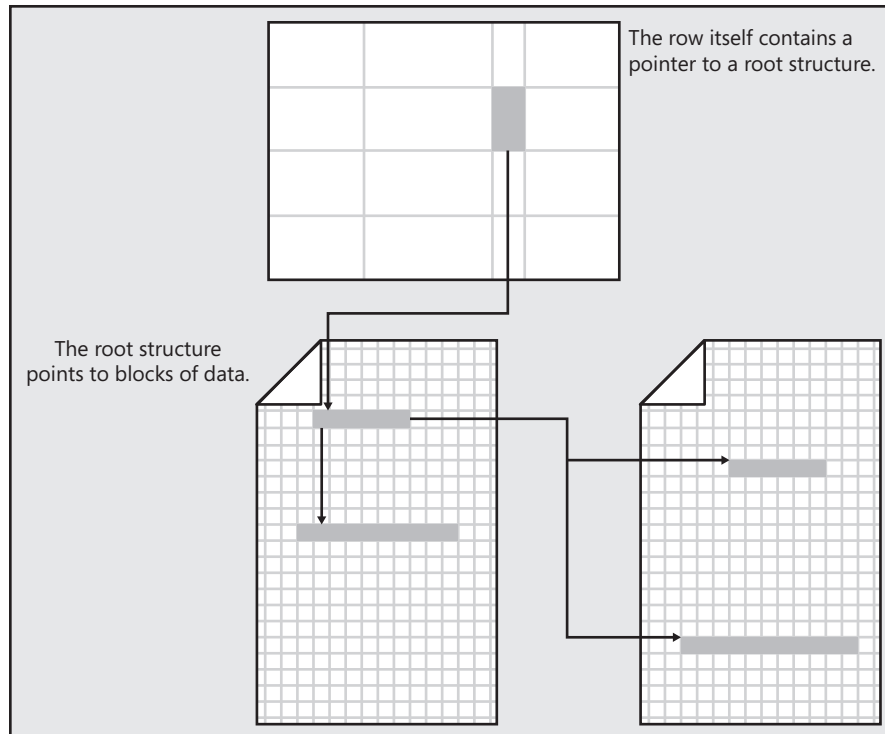 The row itself contains a
pointer to a root structure.
The root structure
points to blocks of data.